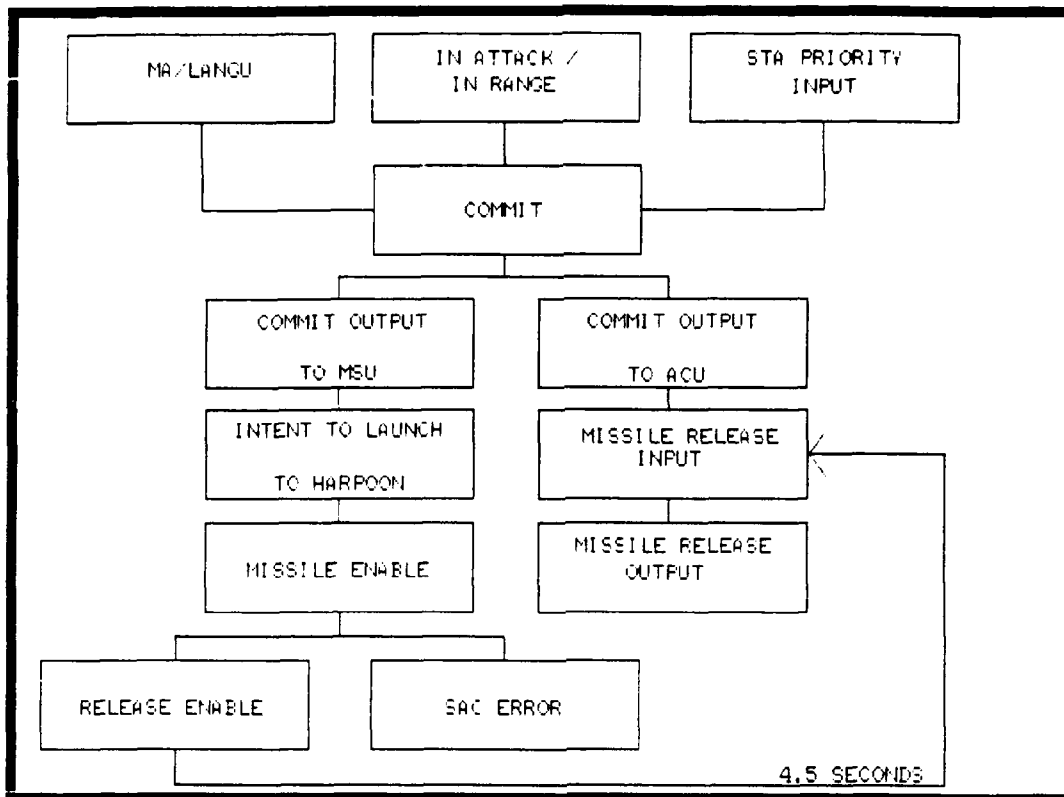 MA/LANGU
IN ATTACK /
IN RANGE
STA PRIORITY
INPUT
COMMIT
COMMIT OUTPUT
TO MSU
COMMIT OUTPUT
TO ACU
INTENT TO LAUNCH
TO HARPOON
MISSILE RELEASE
INPUT
MISSILE ENABLE
MISSILE RELEASE
OUTPUT
RELEASE ENABLE
SAC ERROR
4.5 SECONDS